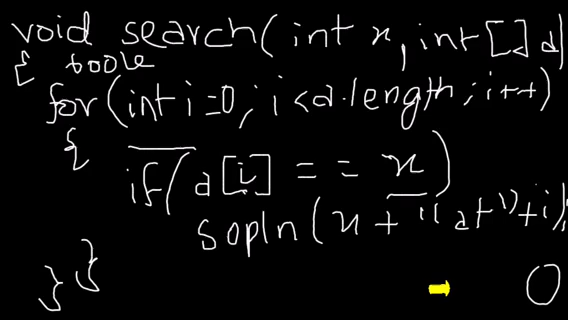 void search(int x, int[] a)
{ boole
for(int i=0; i<a.length; i++)
{
if(a[i] == x)
sopln(x+"at"+i);
}}
0